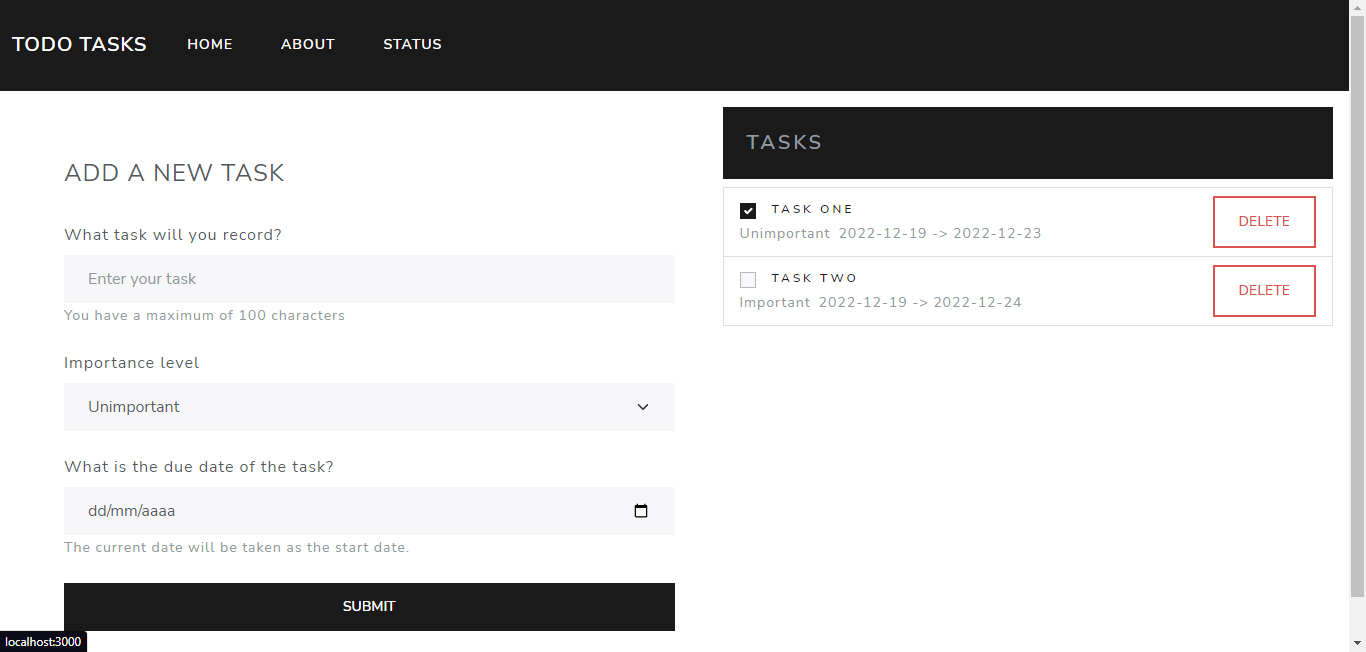 TODO TASKS HOME ABOUT STATUS
ADD A NEW TASK
What task will you record?
Enter your task
You have a maximum of 100 characters
Importance level
Unimportant
What is the due date of the task?
dd/mm/aaaa
The current date will be taken as the start date.
SUBMIT
TASKS
TASK ONE
Unimportant 2022-12-19 -> 2022-12-23
DELETE
TASK TWO
Important 2022-12-19 -> 2022-12-24
DELETE
localhost:3000